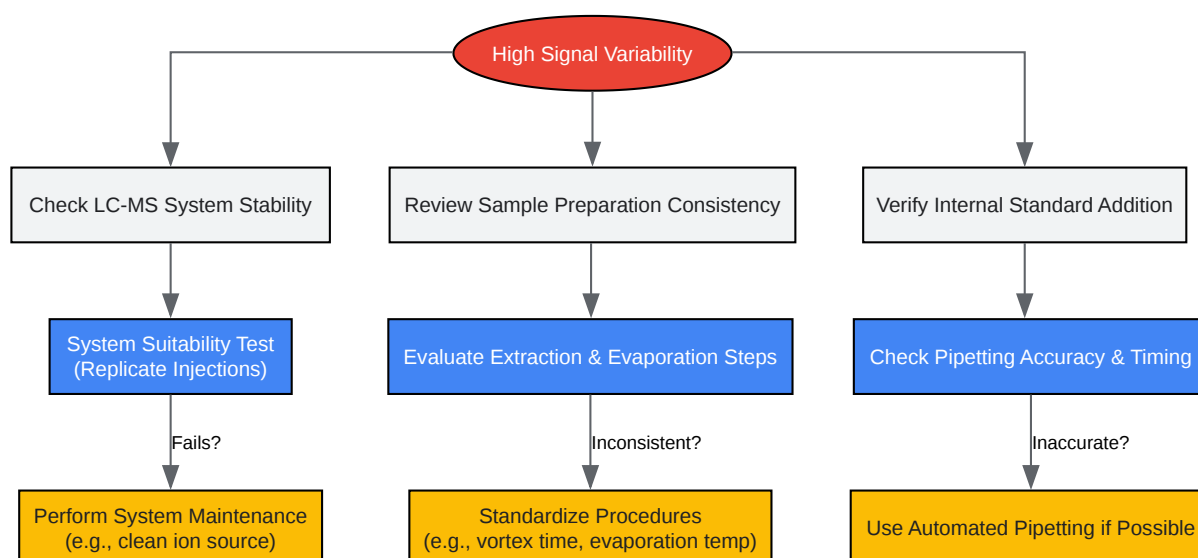 High Signal Variability
Check LC-MS System Stability
Review Sample Preparation Consistency
Verify Internal Standard Addition
System Suitability Test
(Replicate Injections)
Evaluate Extraction & Evaporation Steps
Check Pipetting Accuracy & Timing
Fails?
Inconsistent?
Inaccurate?
Perform System Maintenance
(e.g., clean ion source)
Standardize Procedures
(e.g., vortex time, evaporation temp)
Use Automated Pipetting if Possible